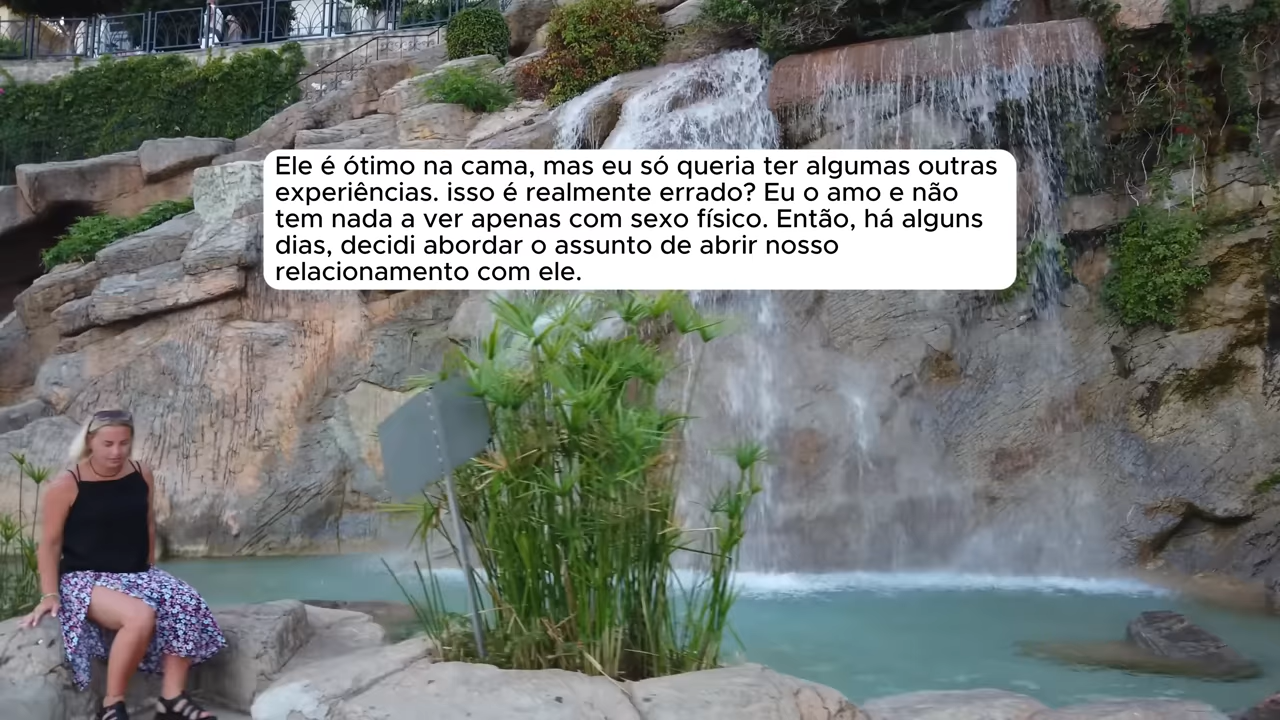 Ele é ótimo na cama, mas eu só queria ter algumas outras
experiências. isso é realmente errado? Eu o amo e não
tem nada a ver apenas com sexo físico. Então, há alguns
dias, decidi abordar o assunto de abrir nosso
relacionamento com ele.